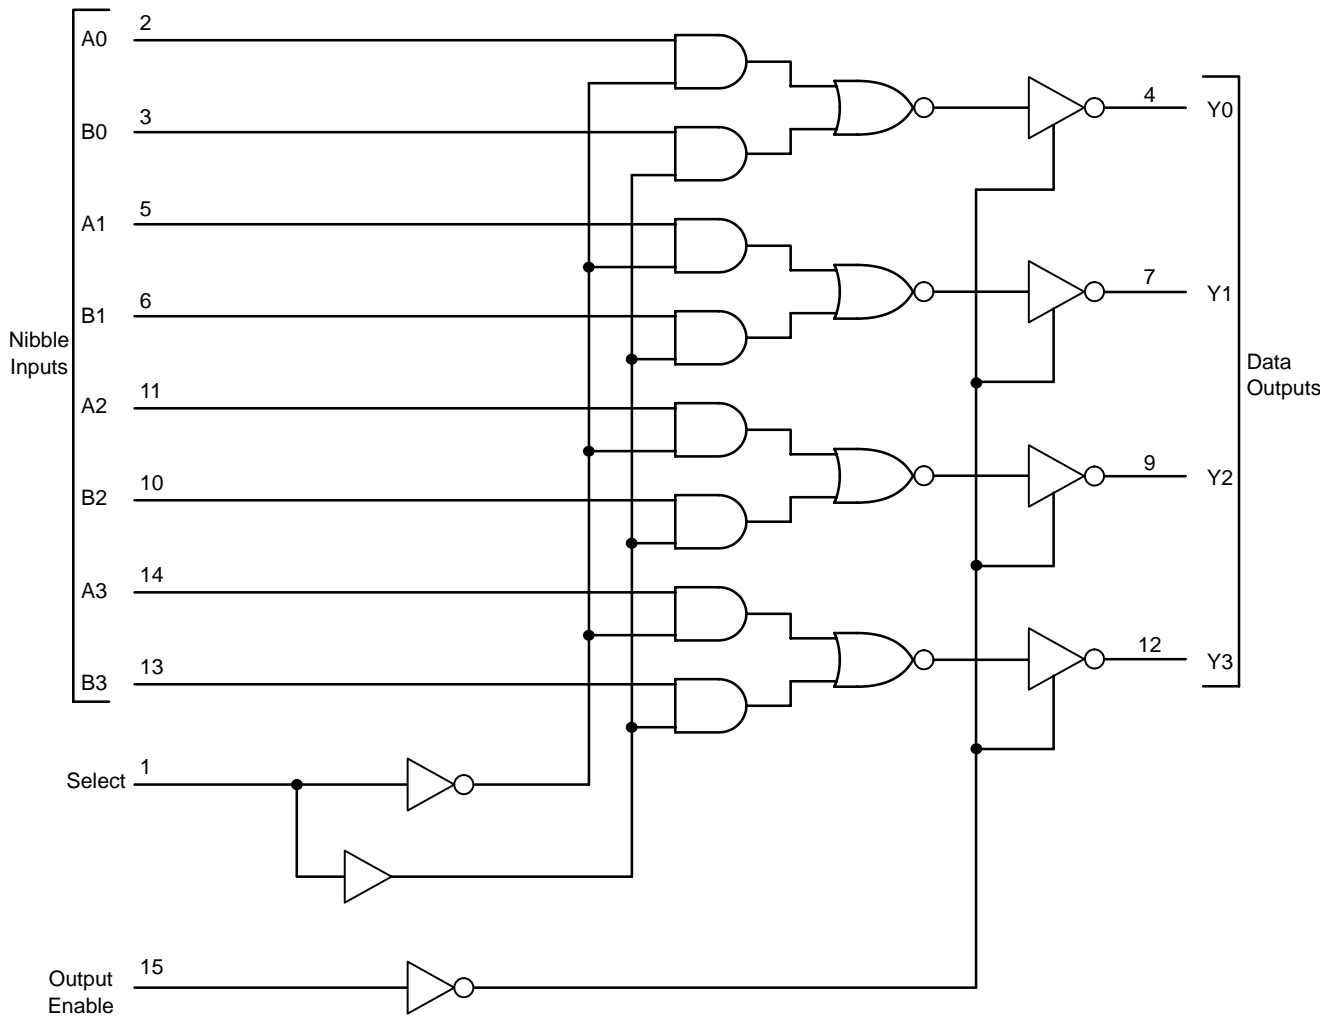 A0
2
B0
3
A1
5
B1
6
Nibble
Inputs
A2
11
B2
10
A3
14
B3
13
Select
1
Output
Enable
15
4
Y0
7
Y1
Data
Outputs
9
Y2
12
Y3